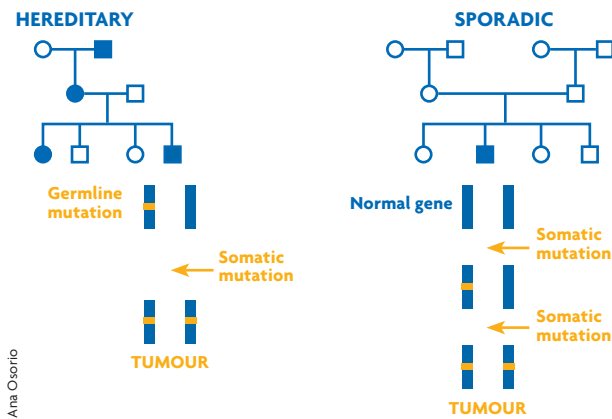 HEREDITARY
Germline
mutation
Somatic
mutation
TUMOUR
SPORADIC
Normal gene
Somatic
mutation
Somatic
mutation
TUMOUR
Ana Osorio